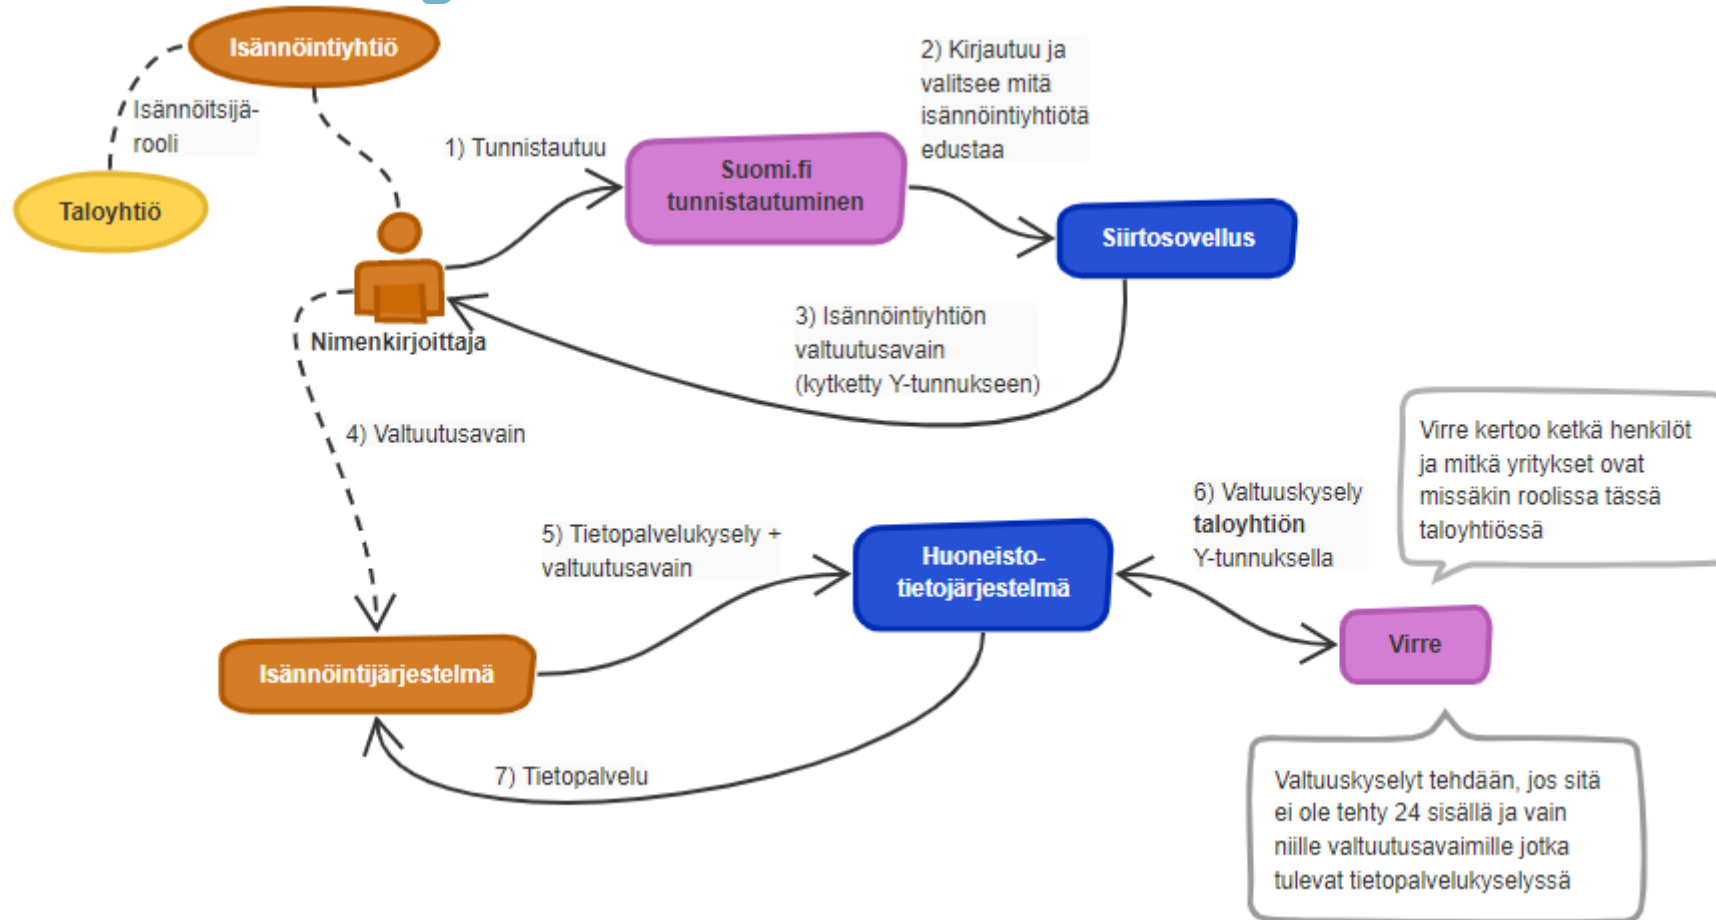 Isännöintiyhtiö
Isännöitsijä-
rooli
Taloyhtiö
1) Tunnistautuu
Suomi.fi
tunnistautuminen
2) Kirjautuu ja
valitsee mitä
isännöintiyhtiötä
edustaa
Siirtosovellus
Nimenkirjoittaja
3) Isännöintiyhtiön
valtuutusavain
(kytketty Y-tunnukseen)
4) Valtuutusavain
Isännöintijärjestelmä
5) Tietopalvelukysely +
valtuutusavain
Huoneisto-
tietojärjestelmä
6) Valtuuskysely
taloyhtiön
Y-tunnuksella
Virre kertoo ketkä henkilöt
ja mitkä yritykset ovat
missäkin roolissa tässä
taloyhtiössä
Virre
7) Tietopalvelu
Valtuuskyselyt tehdään, jos sitä
ei ole tehty 24 sisällä ja vain
niille valtuutusavaimille jotka
tulevat tietopalvelukyselyssä